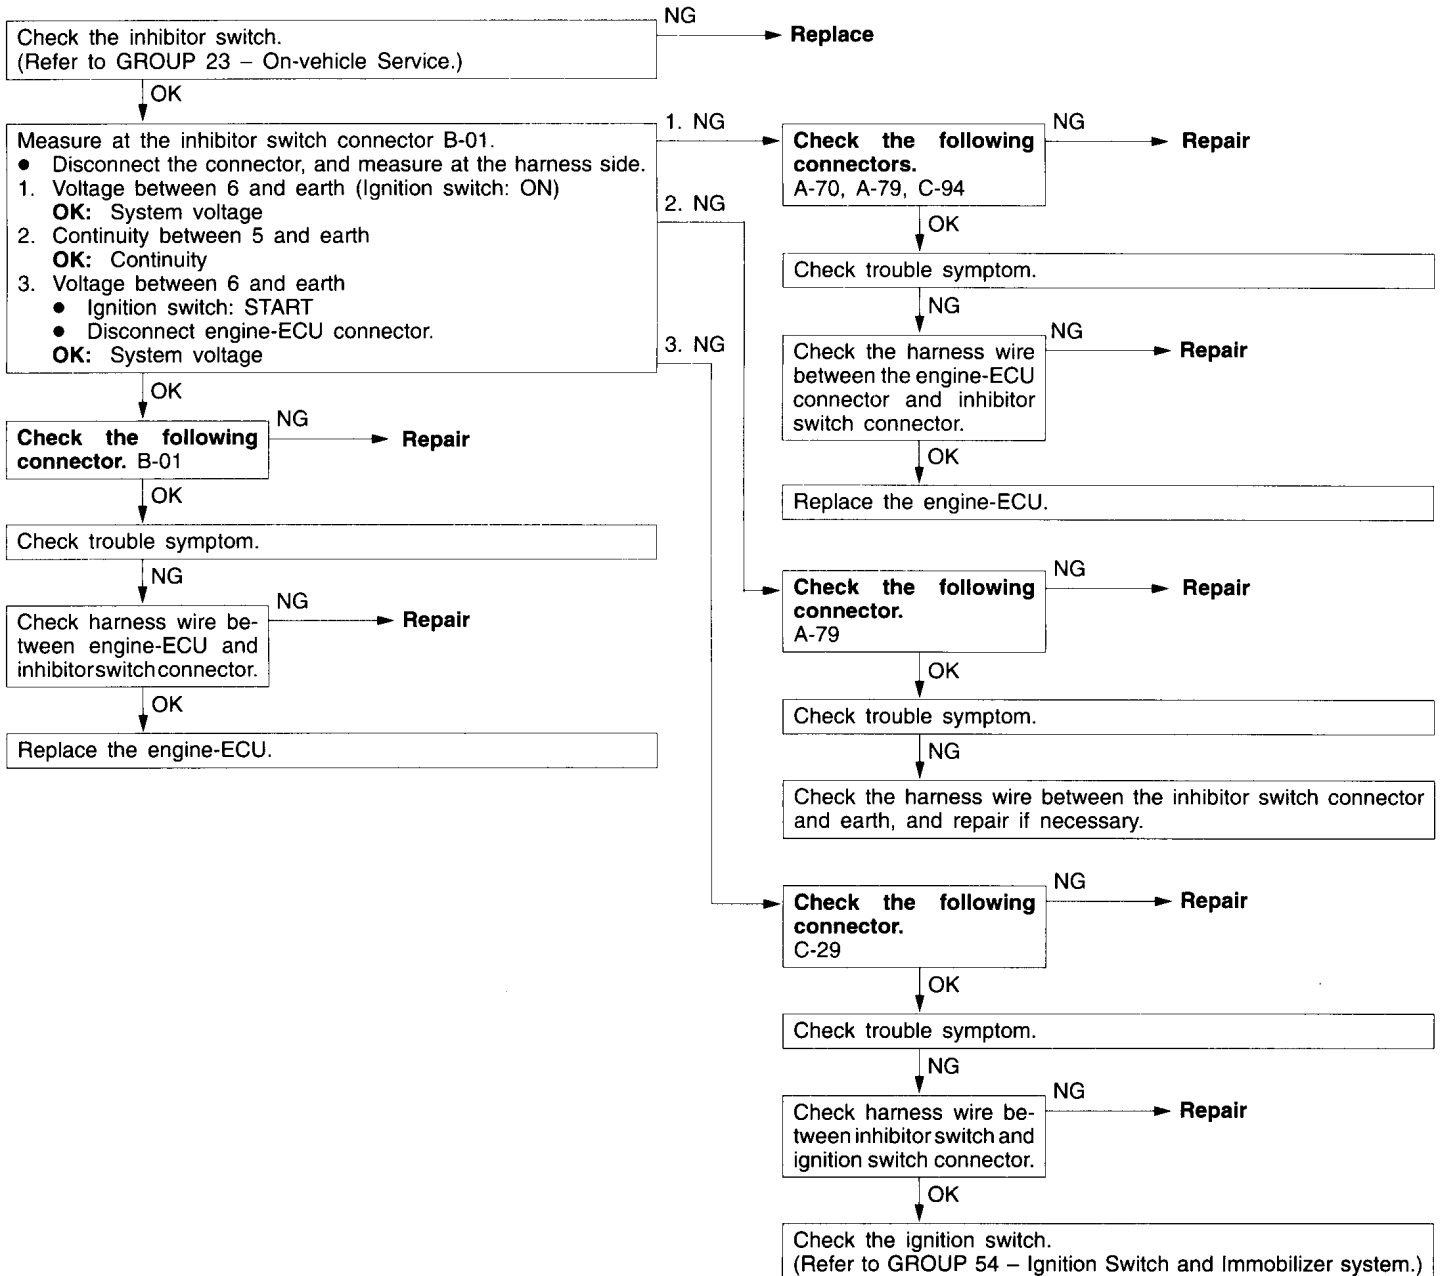 Check the inhibitor switch.
(Refer to GROUP 23 – On-vehicle Service.)
NG
Replace
OK
Measure at the inhibitor switch connector B-01.
● Disconnect the connector, and measure at the harness side.
1. Voltage between 6 and earth (Ignition switch: ON)
OK: System voltage
2. Continuity between 5 and earth
OK: Continuity
3. Voltage between 6 and earth
● Ignition switch: START
● Disconnect engine-ECU connector.
OK: System voltage
OK
Check the following
connector. B-01
NG
Repair
OK
Check trouble symptom.
NG
Check harness wire be-
tween engine-ECU and
inhibitor switch connector.
NG
Repair
OK
Replace the engine-ECU.
1. NG
Check the following
connectors.
A-70, A-79, C-94
NG
Repair
OK
Check trouble symptom.
NG
Check the harness wire
between the engine-ECU
connector and inhibitor
switch connector.
NG
Repair
OK
Replace the engine-ECU.
2. NG
Check the following
connector.
A-79
NG
Repair
OK
Check trouble symptom.
NG
Check the harness wire between the inhibitor switch connector
and earth, and repair if necessary.
3. NG
Check the following
connector.
C-29
NG
Repair
OK
Check trouble symptom.
NG
Check harness wire be-
tween inhibitor switch and
ignition switch connector.
NG
Repair
OK
Check the ignition switch.
(Refer to GROUP 54 – Ignition Switch and Immobilizer system.)